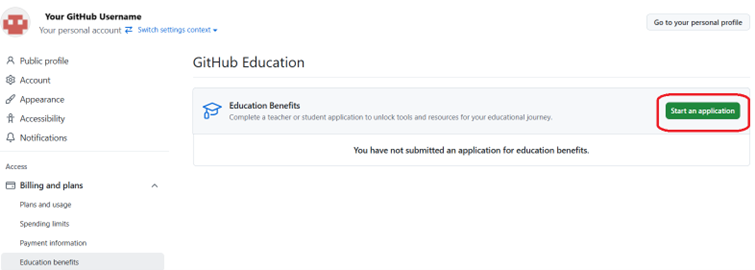 Your GitHub Username
Your personal account Switch settings context
Go to your personal profile
Public profile
Account
Appearance
Accessibility
Notifications
Access
Billing and plans
Plans and usage
Spending limits
Payment information
Education benefits
GitHub Education
Education Benefits
Complete a teacher or student application to unlock tools and resources for your educational journey.
Start an application
You have not submitted an application for education benefits.